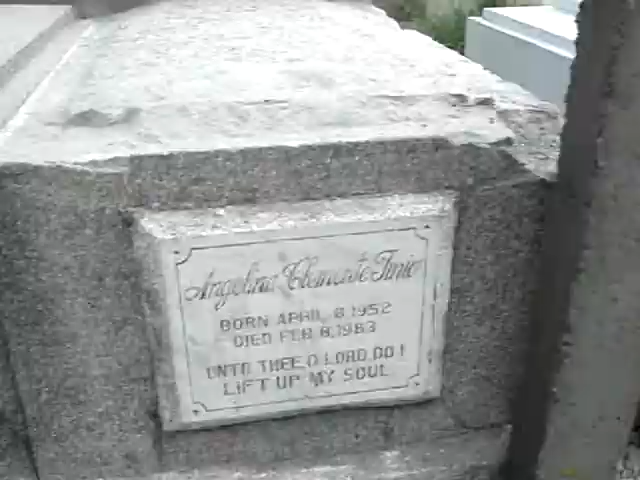 Angelina Clemente Tinio
BORN APRIL 8, 1952
DIED FEB 8, 1983
UNTO THEE, O LORD, DO I
LIFT UP MY SOUL